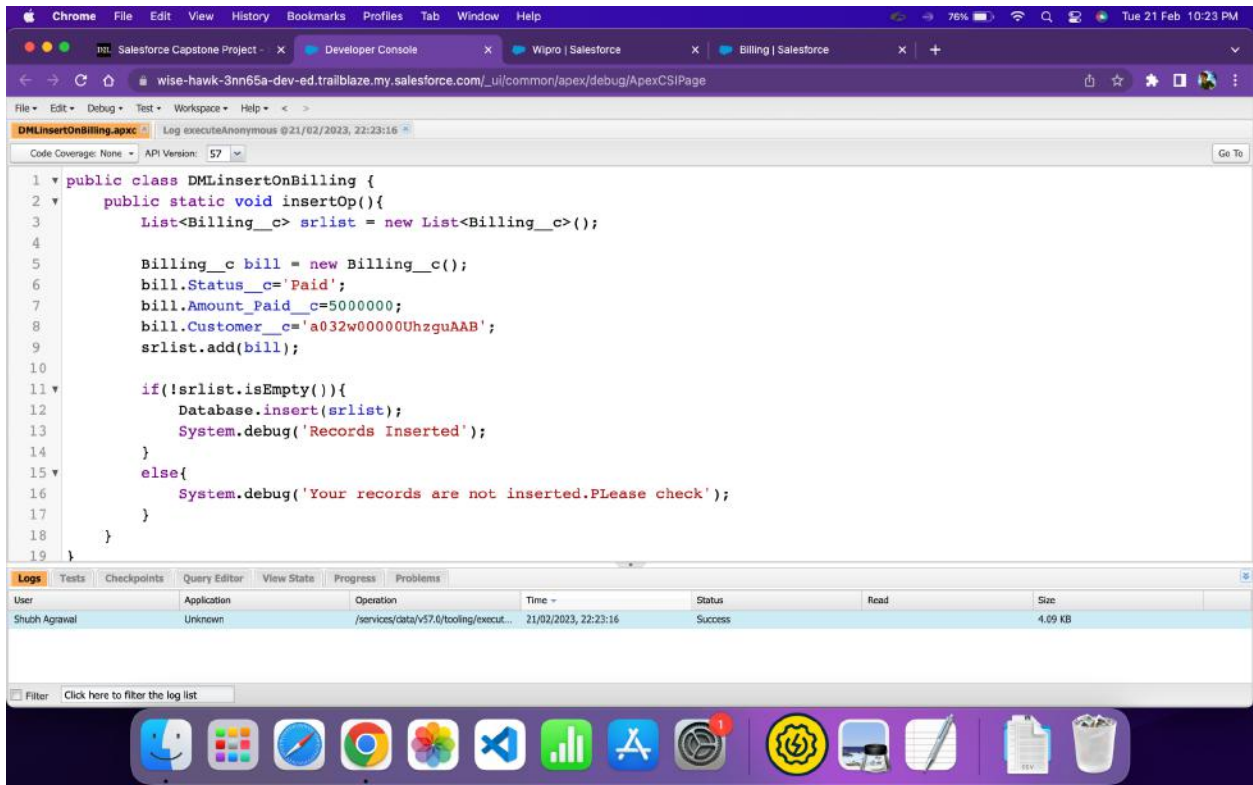 Chrome File Edit View History Bookmarks Profiles Tab Window Help 76% Tue 21 Feb 10:23 PM
Salesforce Capstone Project - Developer Console Wipro | Salesforce Billing | Salesforce
wise-hawk-3nn65a-dev-ed.trailblaze.my.salesforce.com/_ui/common/apex/debug/ApexCSIPage
File Edit Debug Test Workspace Help < >
DMLinsertOnBilling.apxc Log executeAnonymous @21/02/2023, 22:23:16
Code Coverage: None API Version: 57 Go To
1 public class DMLinsertOnBilling {
2 public static void insertOp(){
3 List<Billing__c> srlist = new List<Billing__c>();
4
5 Billing__c bill = new Billing__c();
6 bill.Status__c='Paid';
7 bill.Amount_Paid__c=5000000;
8 bill.Customer__c='a032w00000UhzguAAB';
9 srlist.add(bill);
10
11 if(!srlist.isEmpty()){
12 Database.insert(srlist);
13 System.debug('Records Inserted');
14 }
15 else{
16 System.debug('Your records are not inserted.PLease check');
17 }
18 }
19 }
Logs Tests Checkpoints Query Editor View State Progress Problems
User Application Operation Time Status Read Size
Shubh Agrawal Unknown /services/data/v57.0/tooling/execut... 21/02/2023, 22:23:16 Success 4.09 KB
Filter Click here to filter the log list
1